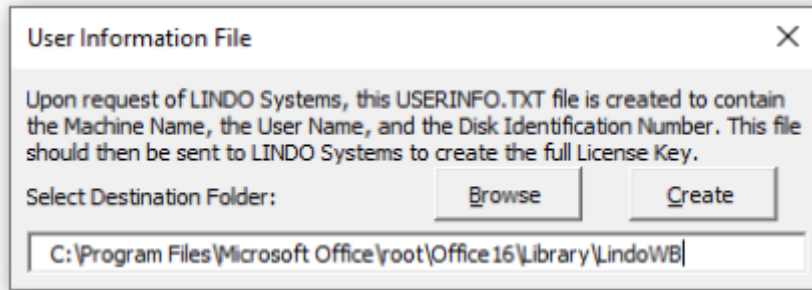 User Information File
Upon request of LINDO Systems, this USERINFO.TXT file is created to contain
the Machine Name, the User Name, and the Disk Identification Number. This file
should then be sent to LINDO Systems to create the full License Key.
Select Destination Folder: Browse Create
C:\Program Files\Microsoft Office\root\Office16\Library\LindoWB